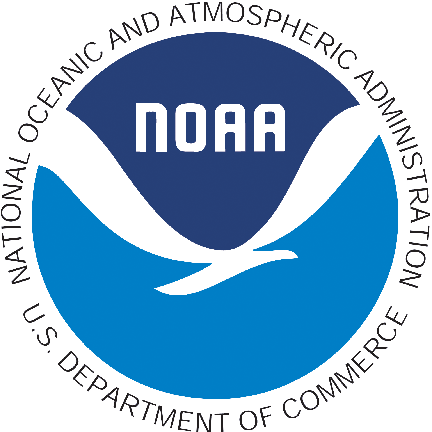 NATIONAL OCEANIC AND ATMOSPHERIC ADMINISTRATION
NOAA
U.S. DEPARTMENT OF COMMERCE